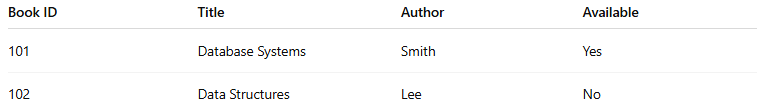 Book ID Title Author Available
101 Database Systems Smith Yes
102 Data Structures Lee No